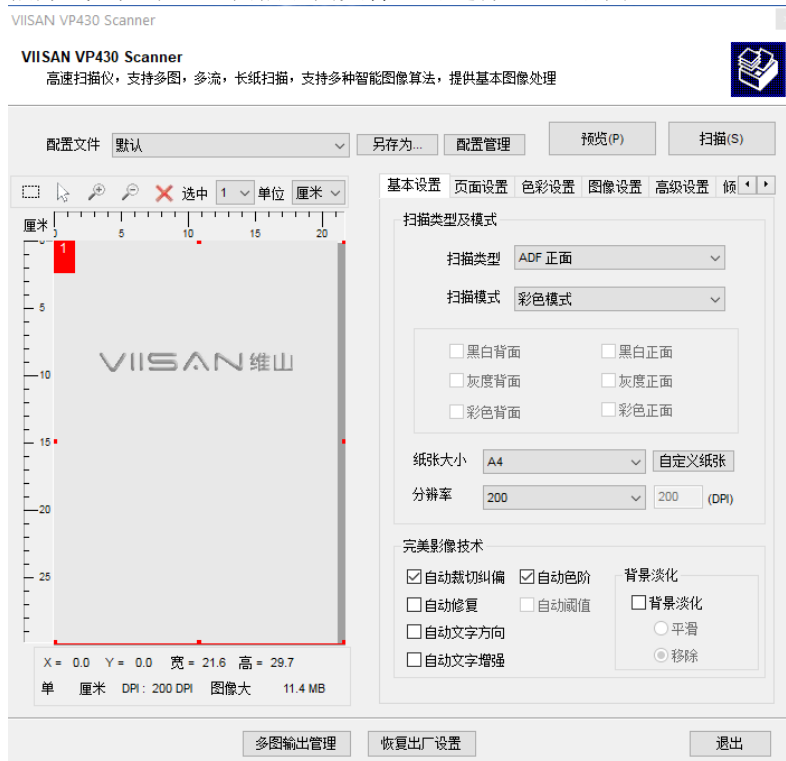 VIISAN VP430 Scanner
VIISAN VP430 Scanner
高速扫描仪，支持多图，多流，长纸扫描，支持多种智能图像算法，提供基本图像处理
配置文件 默认 另存为... 配置管理 预览(P) 扫描(S)
选中 1 单位 厘米
基本设置 页面设置 色彩设置 图像设置 高级设置 倾
厘米 0 5 10 15 20
1
5
10
15
20
25
VIISAN 维山
X = 0.0 Y = 0.0 宽 = 21.6 高 = 29.7
单 厘米 DPI : 200 DPI 图像大 11.4 MB
扫描类型及模式
扫描类型 ADF 正面
扫描模式 彩色模式
黑白背面 黑白正面
灰度背面 灰度正面
彩色背面 彩色正面
纸张大小 A4 自定义纸张
分辨率 200 200 (DPI)
完美影像技术
自动裁切纠偏 自动色阶
自动修复 自动阈值
自动文字方向
自动文字增强
背景淡化
背景淡化
平滑
移除
多图输出管理 恢复出厂设置 退出